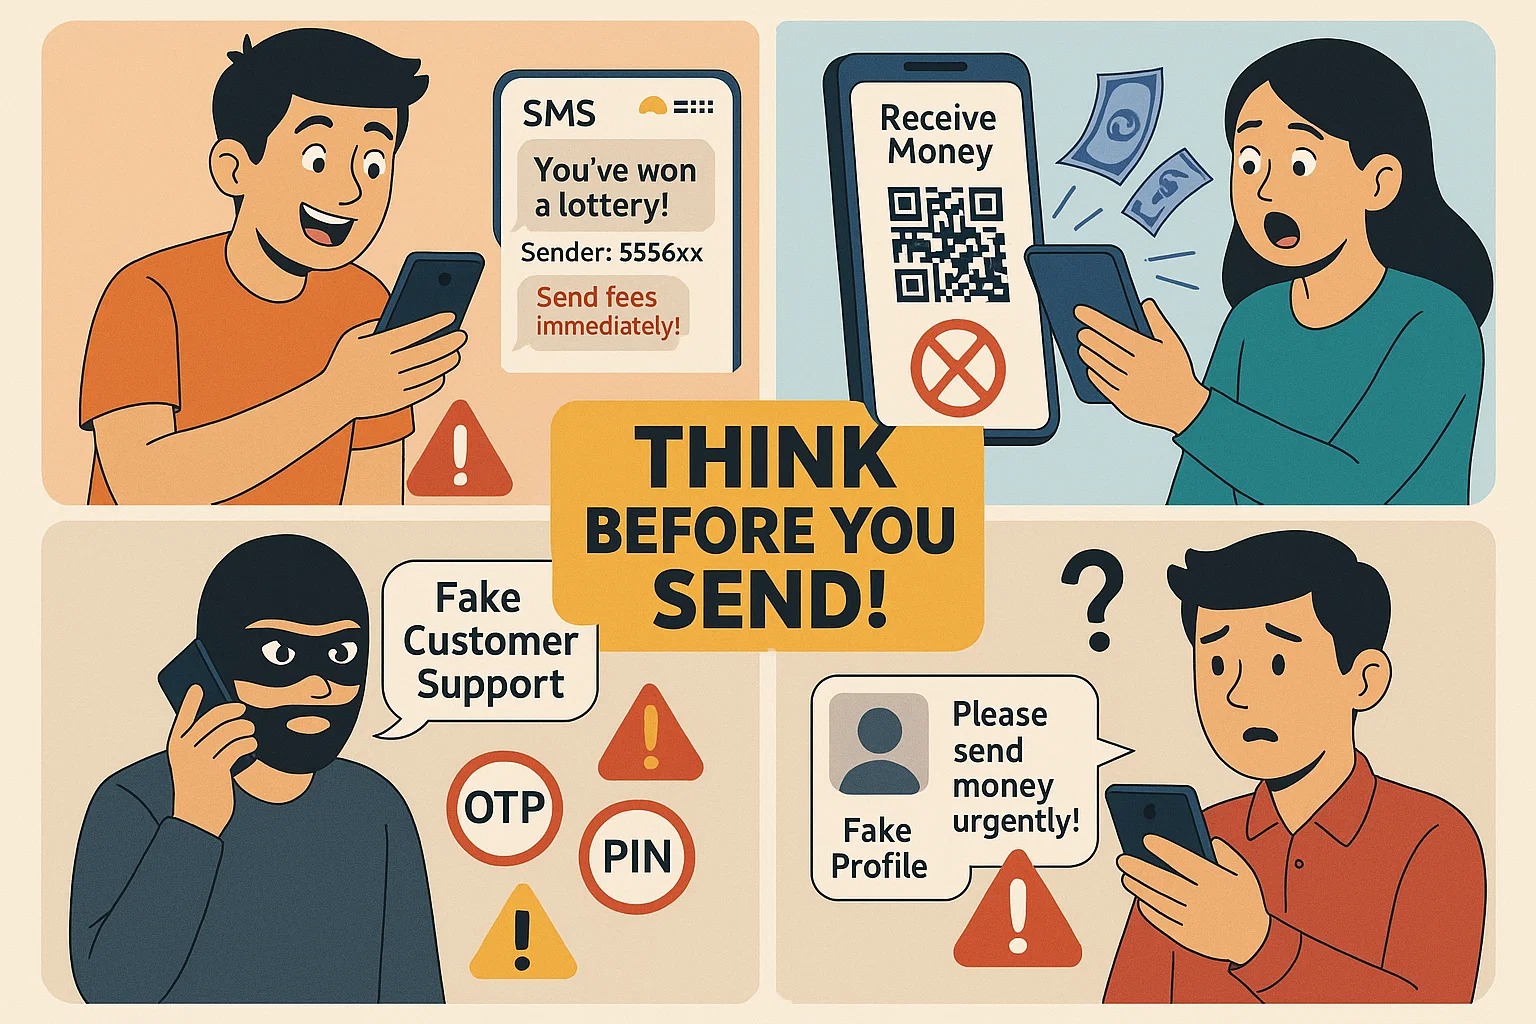 SMS
You've won
a lottery!
Sender: 5556xx
Send fees
immediately!
Receive
Money
THINK
BEFORE YOU
SEND!
Fake
Customer
Support
OTP
PIN
Please
send
money
urgently!
Fake
Profile